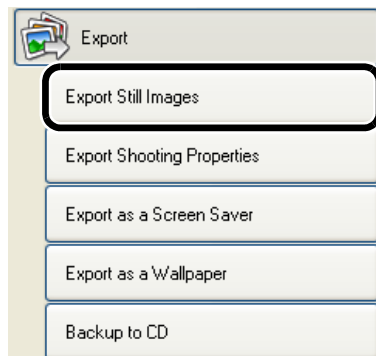 Export
Export Still Images
Export Shooting Properties
Export as a Screen Saver
Export as a Wallpaper
Backup to CD